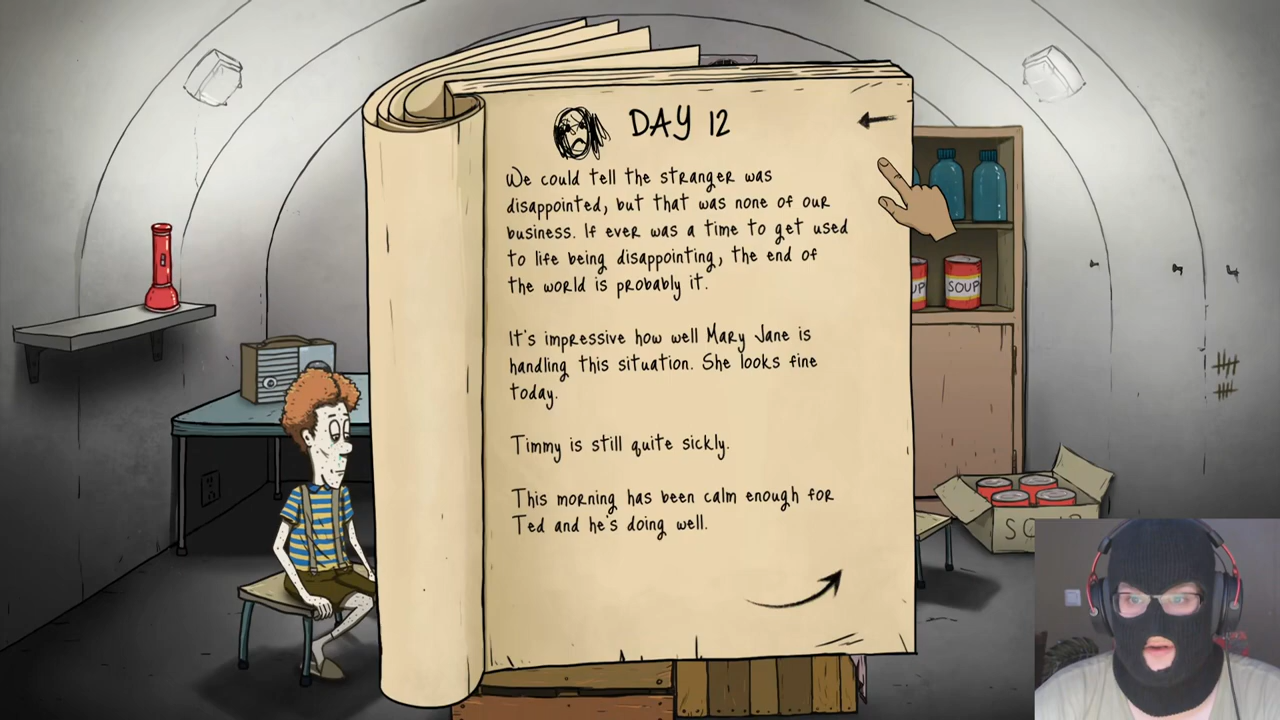 DAY 12
We could tell the stranger was
disappointed, but that was none of our
business. If ever was a time to get used
to life being disappointing, the end of
the world is probably it.
It's impressive how well Mary Jane is
handling this situation. She looks fine
today.
Timmy is still quite sickly.
This morning has been calm enough for
Ted and he's doing well.
UP
SOUP